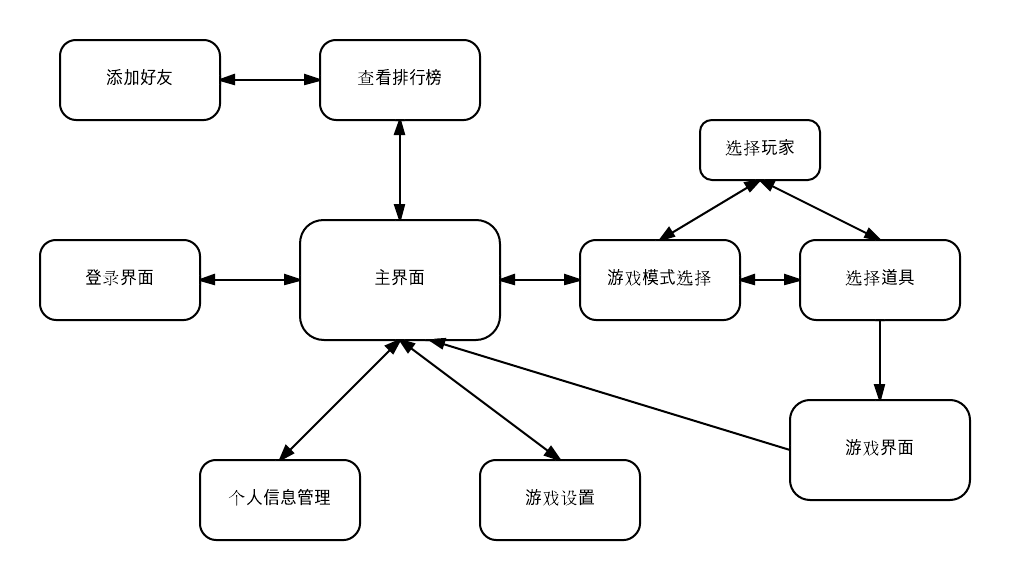 添加好友
查看排行榜
选择玩家
登录界面
主界面
游戏模式选择
选择道具
游戏界面
个人信息管理
游戏设置